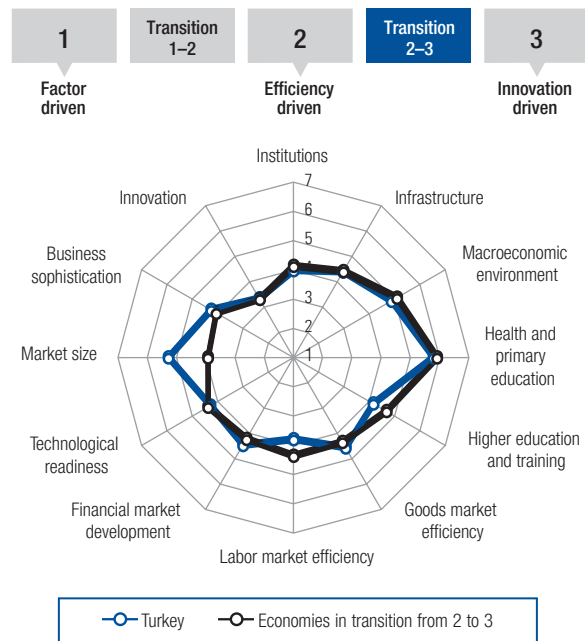 1
Transition
1–2
2
Transition
2–3
3
Factor
driven
Efficiency
driven
Innovation
driven
Institutions
7
6
5
4
3
2
1
Infrastructure
Macroeconomic
environment
Health and
primary
education
Higher education
and training
Goods market
efficiency
Labor market efficiency
Financial market
development
Technological
readiness
Market size
Business
sophistication
Innovation
Turkey
Economies in transition from 2 to 3